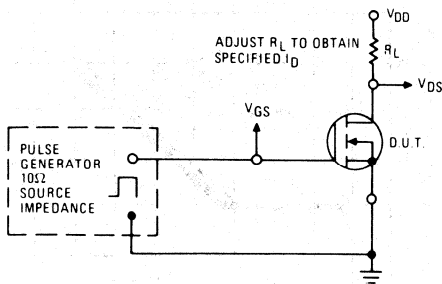 VDD
ADJUST RL TO OBTAIN
SPECIFIED ID
RL
VDS
VGS
D.U.T.
PULSE
GENERATOR
10Ω
SOURCE
IMPEDANCE